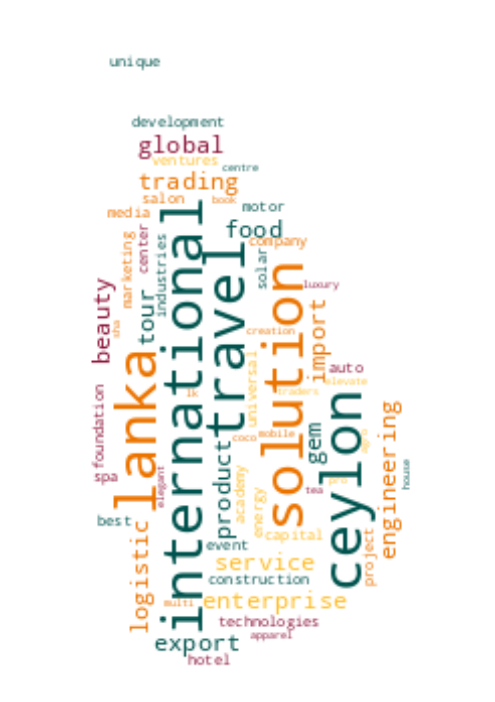 unique
development
global
ventures
centre
trading
salon
book
media
motor
food
company
international
travel
center
marketing
industries
solar
beauty
tour
sha
luxury
solution
import
creation
lanka
universal
auto
elevate
lk
traders
ceylon
foundation
coco
mobile
gem
agro
engineering
product
spa
elegant
academy
energy
tea
pro
house
best
logistic
capital
event
service
project
construction
multi
enterprise
technologies
apparel
export
hotel